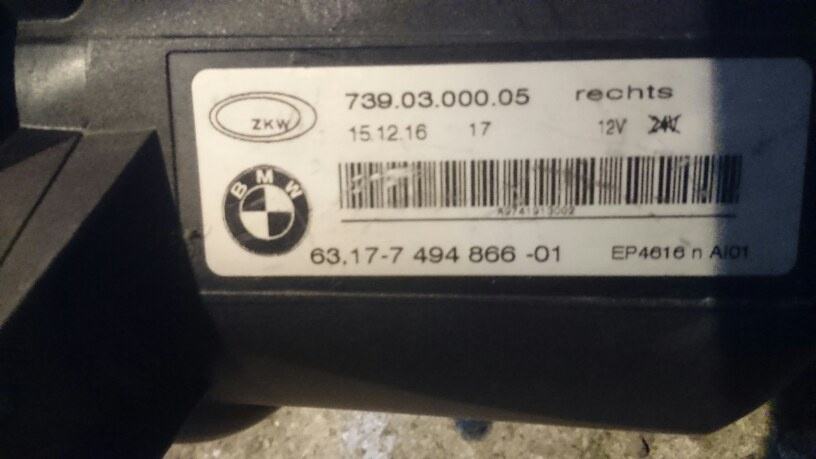 ZKW
739.03.000.05 rechts
15.12.16 17 12V 24V
BMW
63.17-7 494 866 -01 EP4616 n AI01